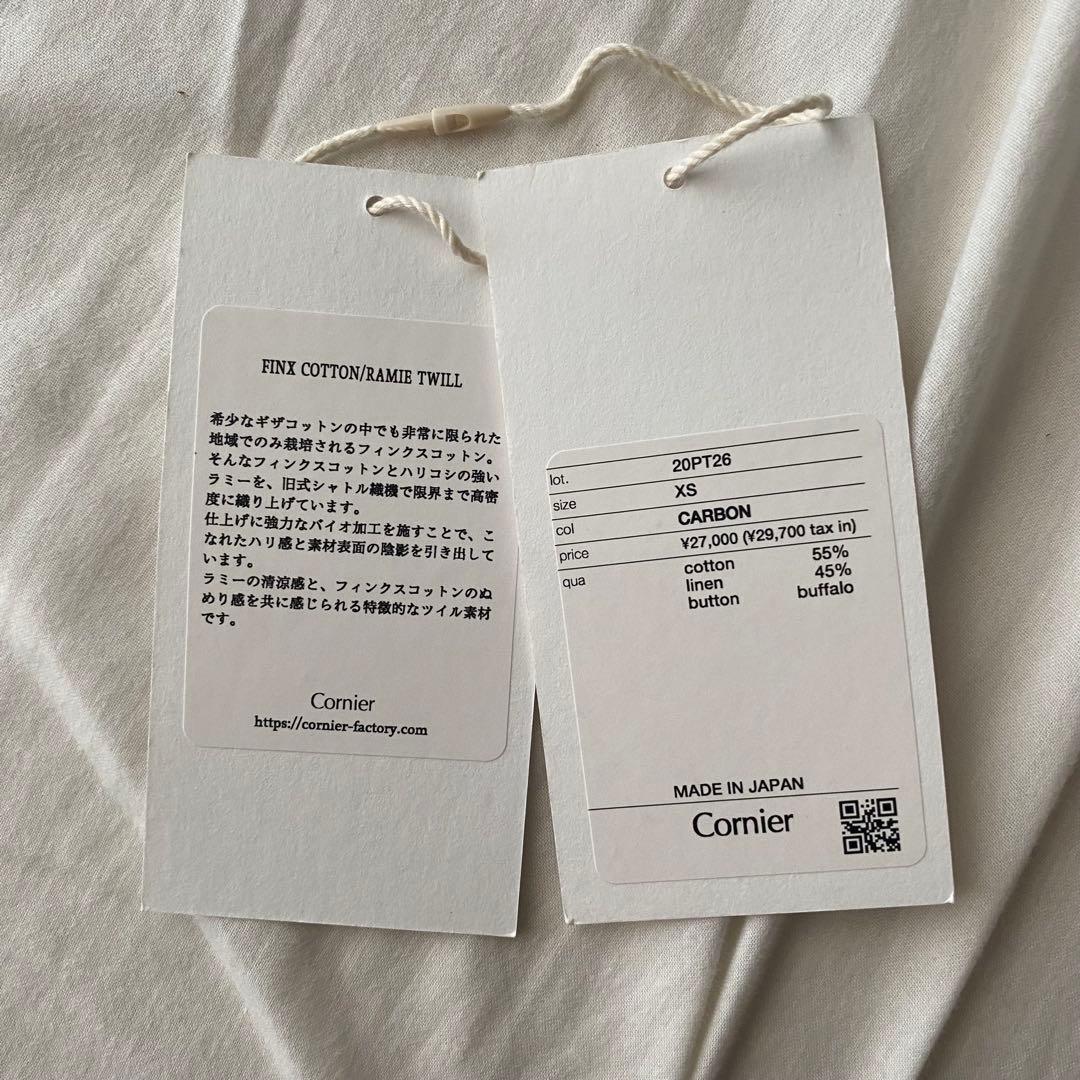 FINX COTTON/RAMIE TWILL
希少なギザコットンの中でも非常に限られた
地域でのみ栽培されるフィンクスコットン。
そんなフィンクスコットンとハリコシの強い
ラミーを、旧式シャトル織機で限界まで高密
度に織り上げています。
仕上げに強力なバイオ加工を施すことで、こ
なれたハリ感と素材表面の陰影を引き出して
います。
ラミーの清涼感と、フィンクスコットンのぬ
めり感を共に感じられる特徴的なツイル素材
です。
Cornier
https://cornier-factory.com
lot. 20PT26
size XS
col CARBON
price ¥27,000 (¥29,700 tax in)
qua cotton 55%
linen 45%
button buffalo
MADE IN JAPAN
Cornier